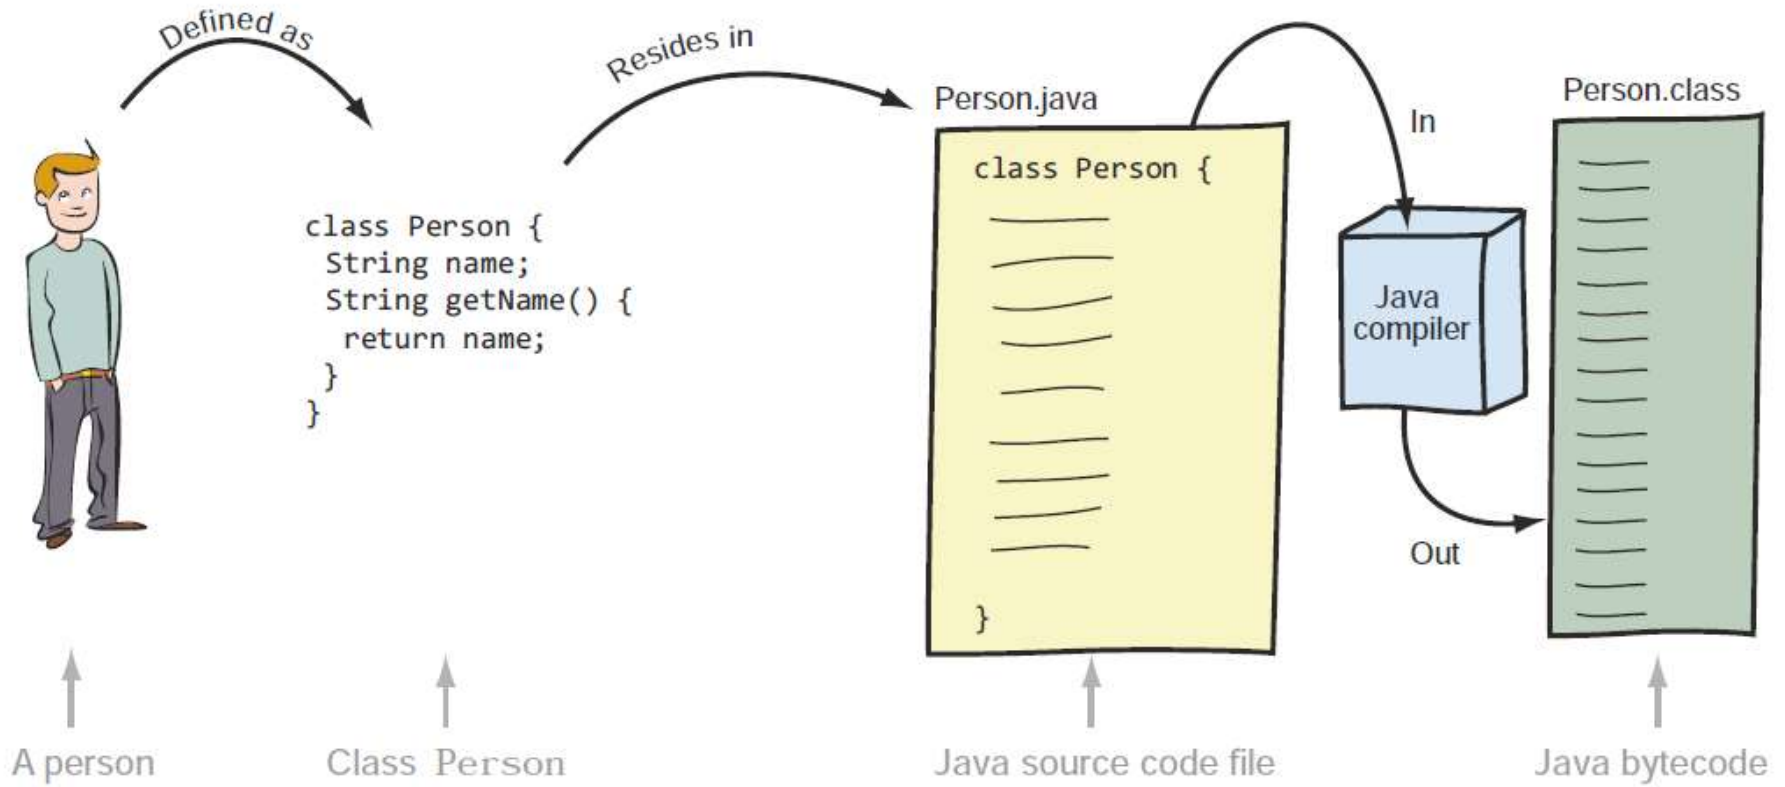 Defined as
class Person {
String name;
String getName() {
return name;
}
}
Resides in
Person.java
class Person {
}
In
Java
compiler
Out
Person.class
A person
Class Person
Java source code file
Java bytecode